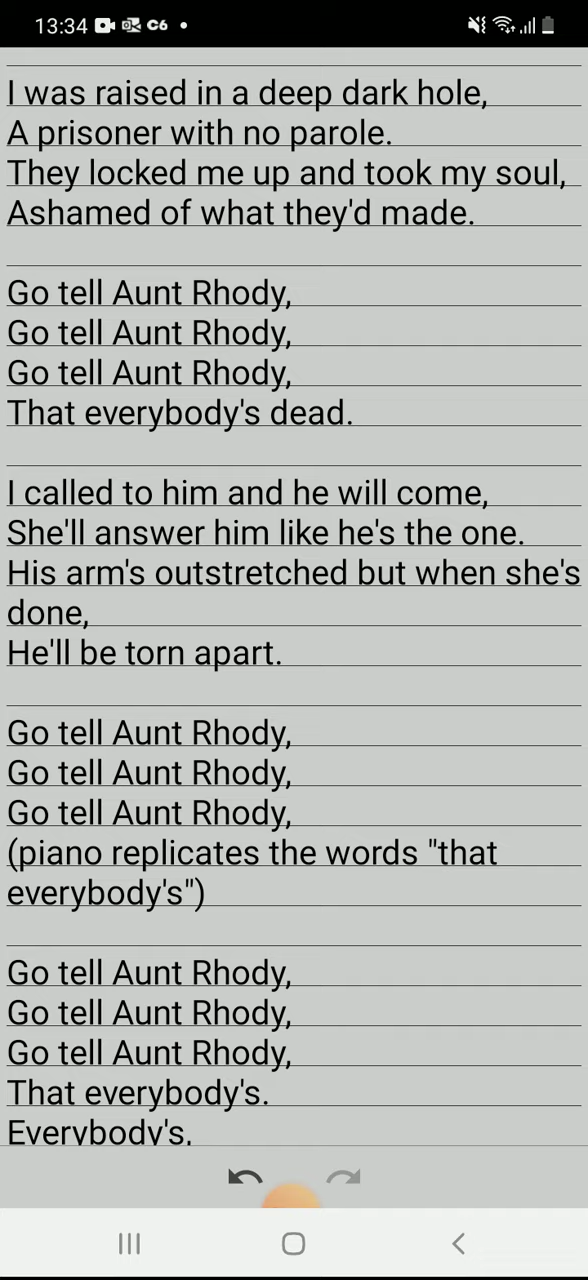 13:34 C6
I was raised in a deep dark hole,
A prisoner with no parole.
They locked me up and took my soul,
Ashamed of what they'd made.
Go tell Aunt Rhody,
Go tell Aunt Rhody,
Go tell Aunt Rhody,
That everybody's dead.
I called to him and he will come,
She'll answer him like he's the one.
His arm's outstretched but when she's
done,
He'll be torn apart.
Go tell Aunt Rhody,
Go tell Aunt Rhody,
Go tell Aunt Rhody,
(piano replicates the words "that
everybody's")
Go tell Aunt Rhody,
Go tell Aunt Rhody,
Go tell Aunt Rhody,
That everybody's.
Everybody's.